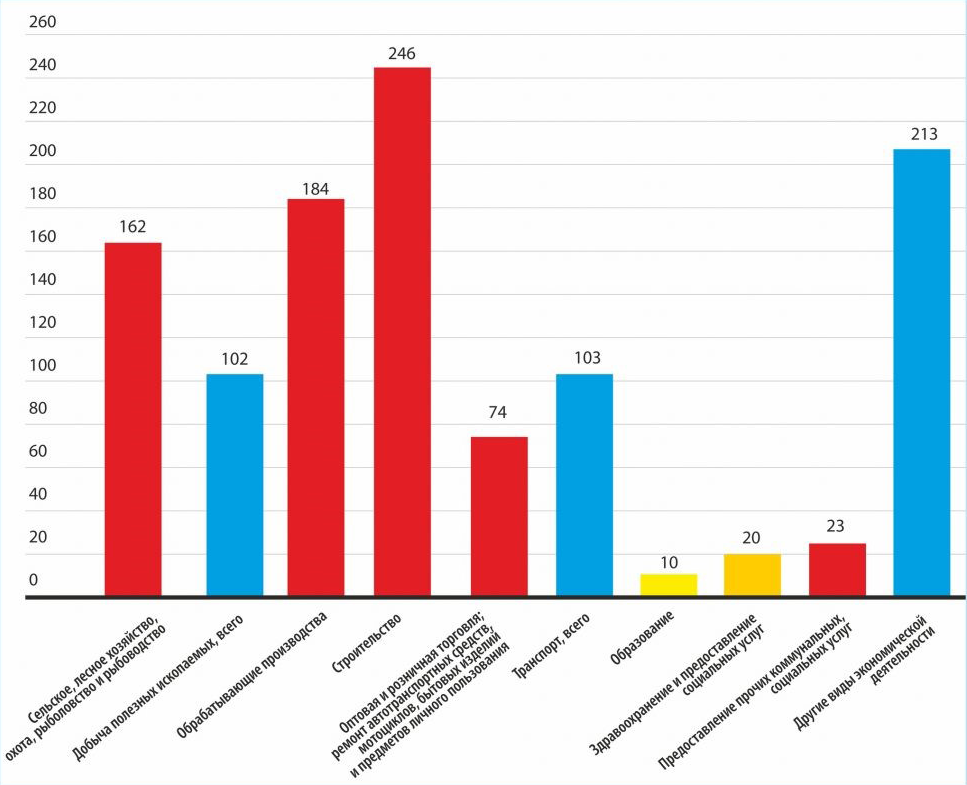 260
240
220
200
180
160
140
120
100
80
60
40
20
0
162
102
184
246
74
103
10
20
23
213
Сельское, лесное хозяйство,
охота, рыболовство и рыбоводство
Добыча полезных ископаемых, всего
Обрабатывающие производства
Строительство
Оптовая и розничная торговля;
ремонт автотранспортных средств,
мотоциклов, бытовых изделий
и предметов личного пользования
Транспорт, всего
Образование
Здравоохранение и предоставление
социальных услуг
Предоставление прочих коммунальных,
социальных услуг
Другие виды экономической
деятельности